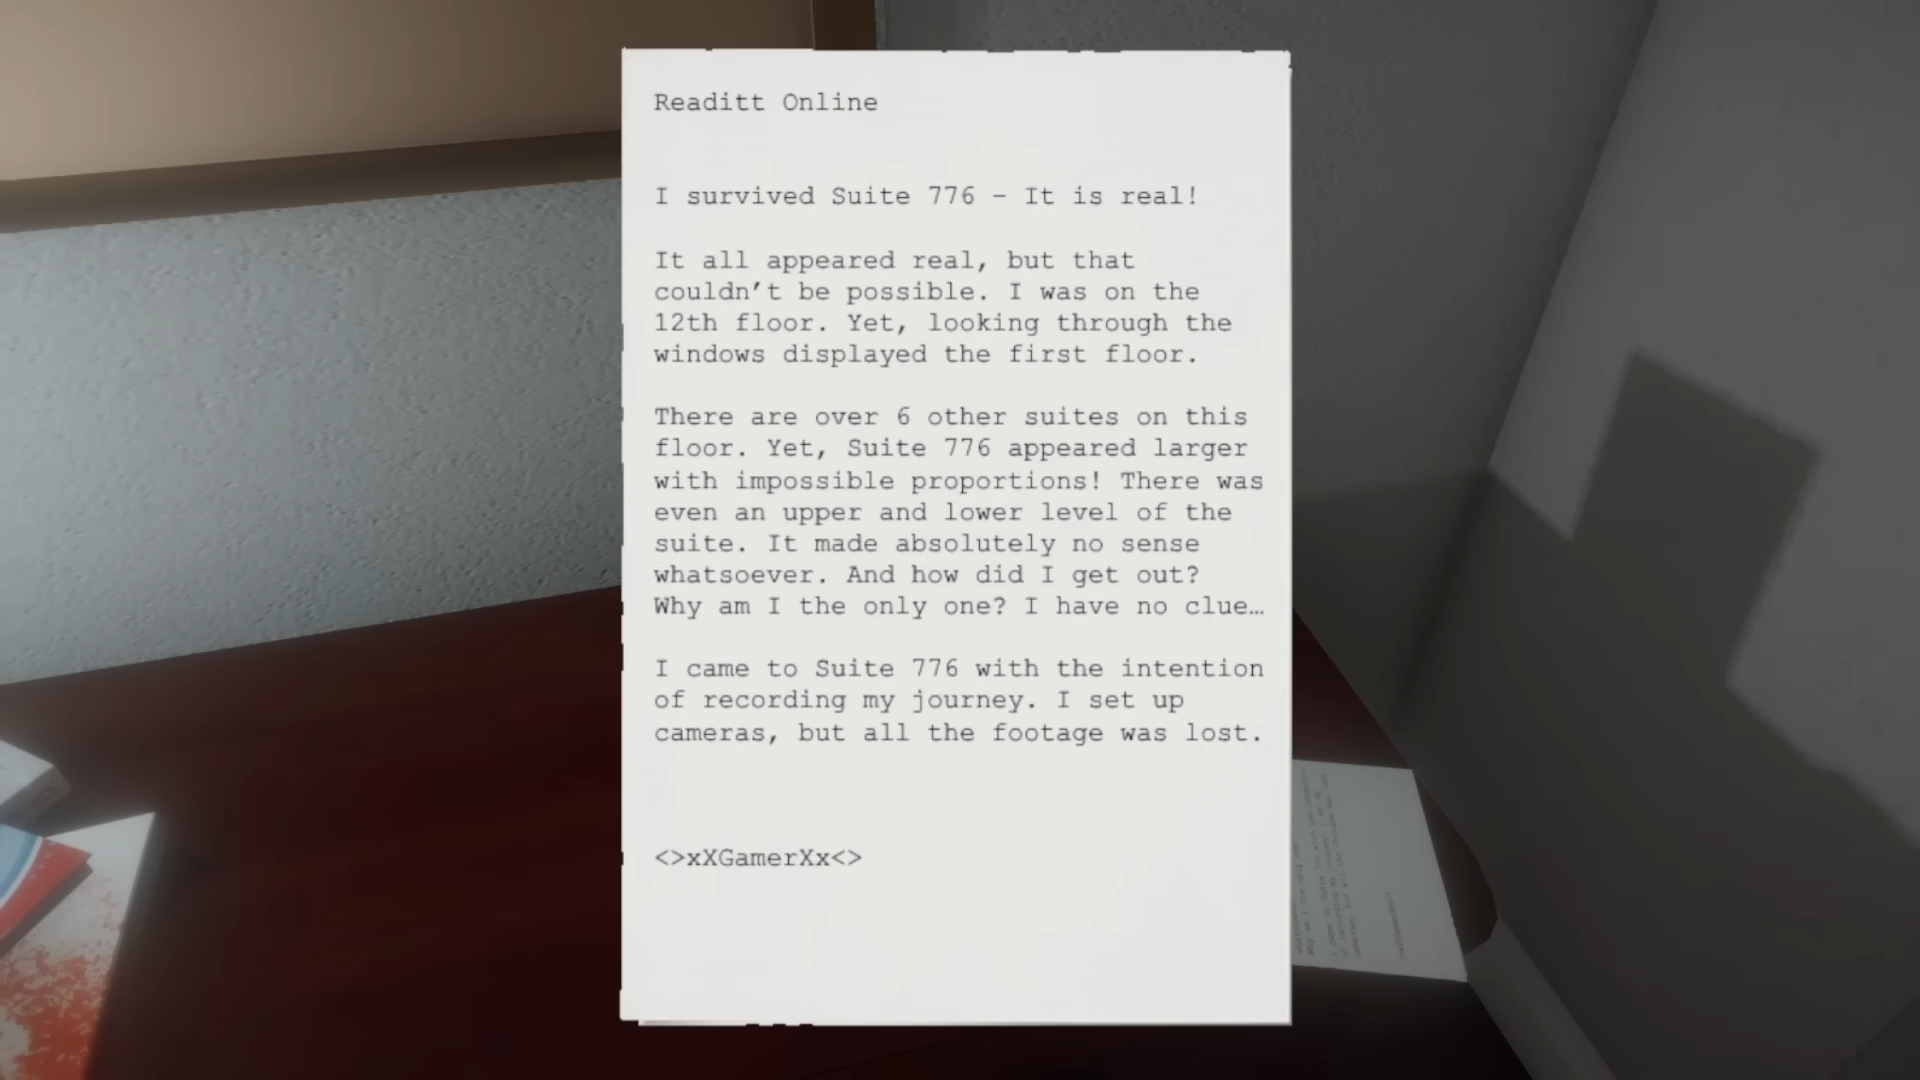 Readitt Online
I survived Suite 776 – It is real!
It all appeared real, but that
couldn’t be possible. I was on the
12th floor. Yet, looking through the
windows displayed the first floor.
There are over 6 other suites on this
floor. Yet, Suite 776 appeared larger
with impossible proportions! There was
even an upper and lower level of the
suite. It made absolutely no sense
whatsoever. And how did I get out?
Why am I the only one? I have no clue…
I came to Suite 776 with the intention
of recording my journey. I set up
cameras, but all the footage was lost.
<>xXGamerXx<>